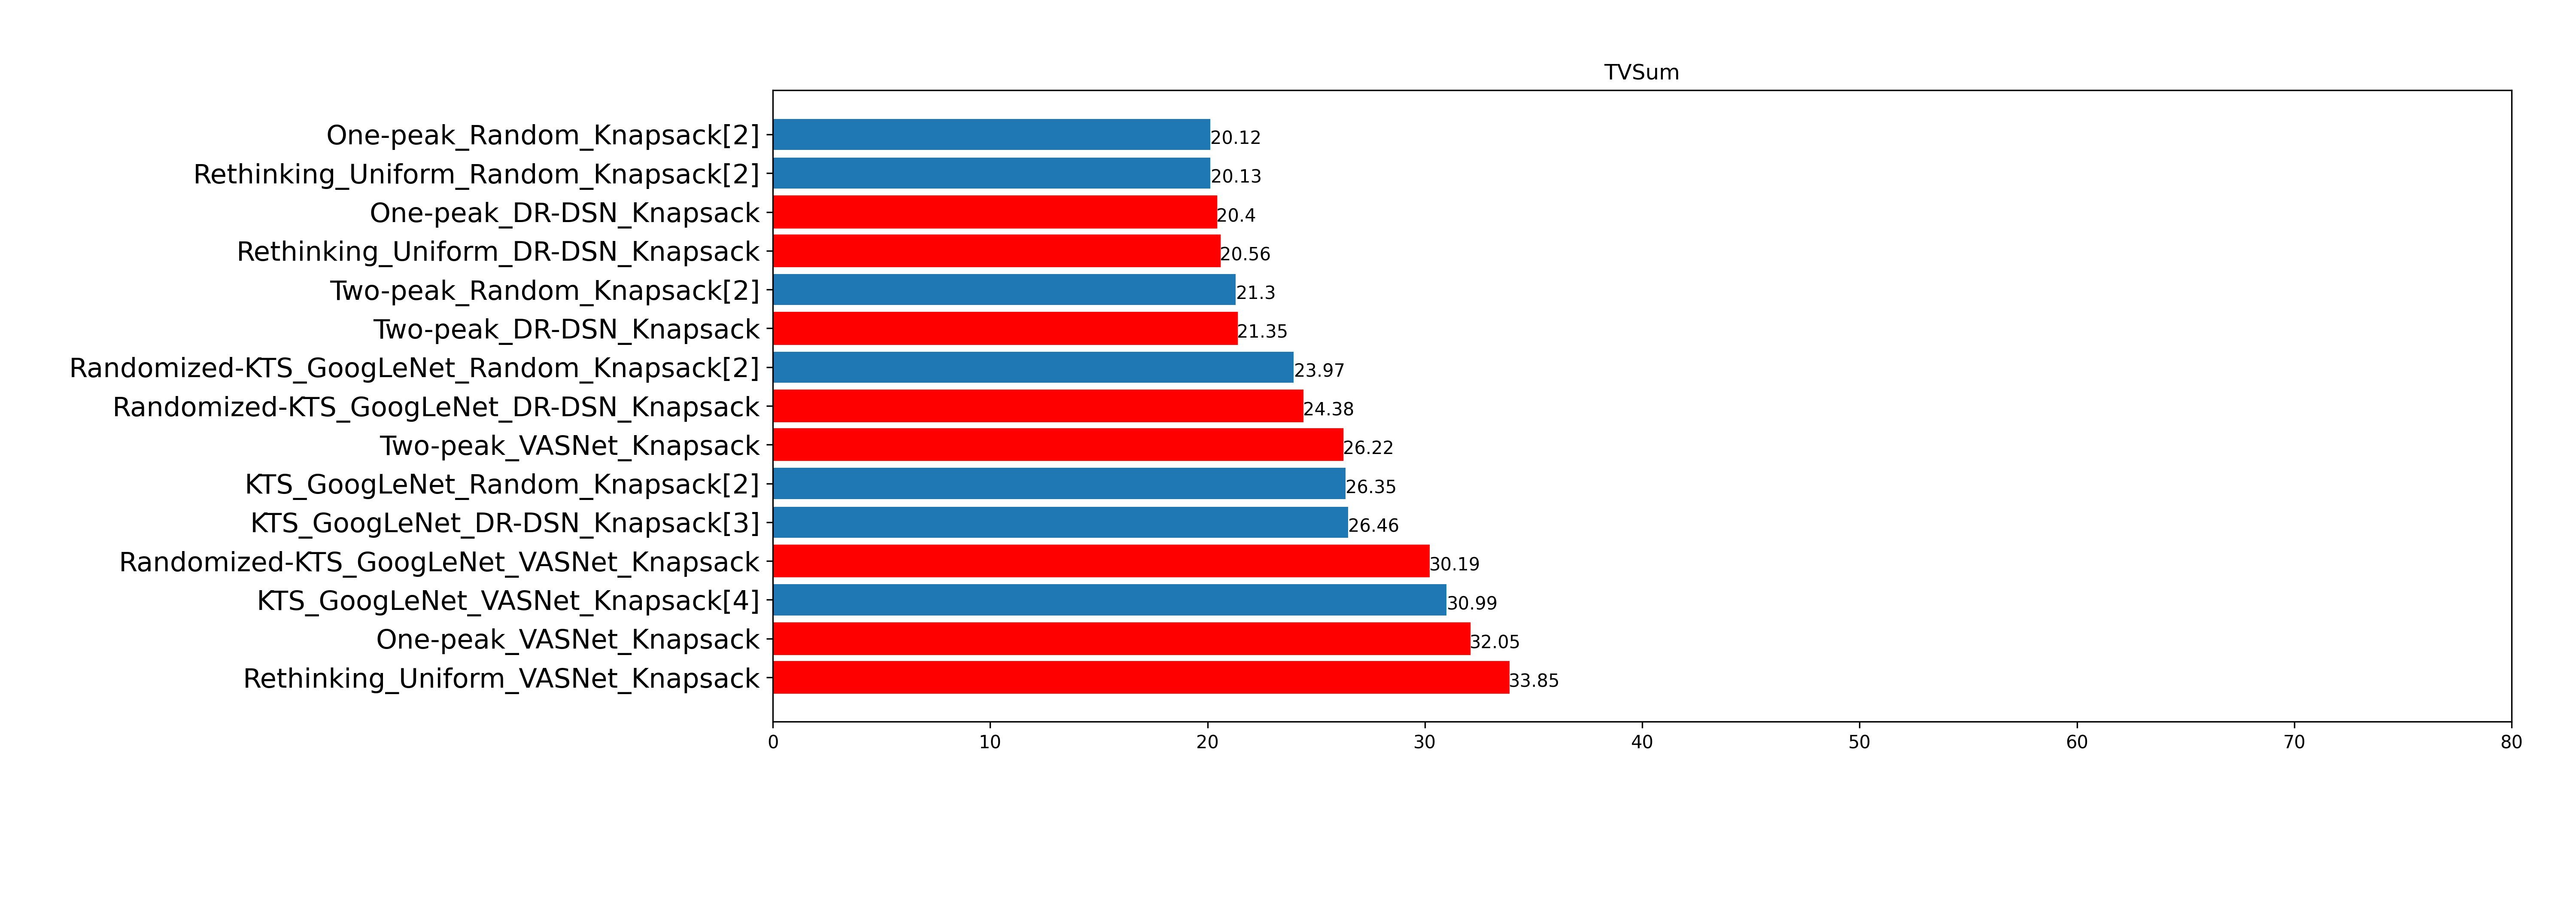 TVSum
One-peak_Random_Knapsack[2] 20.12
Rethinking_Uniform_Random_Knapsack[2] 20.13
One-peak_DR-DSN_Knapsack 20.4
Rethinking_Uniform_DR-DSN_Knapsack 20.56
Two-peak_Random_Knapsack[2] 21.3
Two-peak_DR-DSN_Knapsack 21.35
Randomized-KTS_GoogLeNet_Random_Knapsack[2] 23.97
Randomized-KTS_GoogLeNet_DR-DSN_Knapsack 24.38
Two-peak_VASNet_Knapsack 26.22
KTS_GoogLeNet_Random_Knapsack[2] 26.35
KTS_GoogLeNet_DR-DSN_Knapsack[3] 26.46
Randomized-KTS_GoogLeNet_VASNet_Knapsack 30.19
KTS_GoogLeNet_VASNet_Knapsack[4] 30.99
One-peak_VASNet_Knapsack 32.05
Rethinking_Uniform_VASNet_Knapsack 33.85
0 10 20 30 40 50 60 70 80